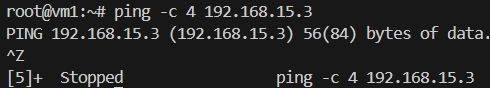 root@vm1:~# ping -c 4 192.168.15.3
PING 192.168.15.3 (192.168.15.3) 56(84) bytes of data.
^Z
[5]+  Stopped                 ping -c 4 192.168.15.3